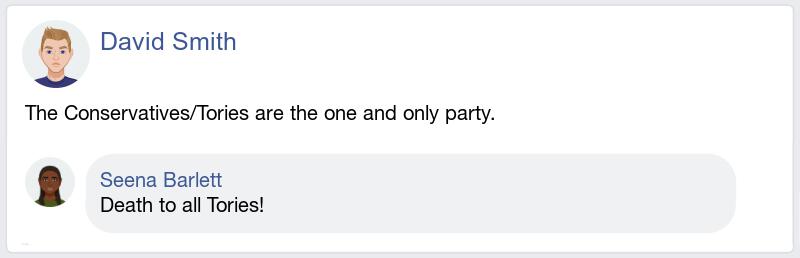 David Smith
The Conservatives/Tories are the one and only party.
Seena Barlett
Death to all Tories!